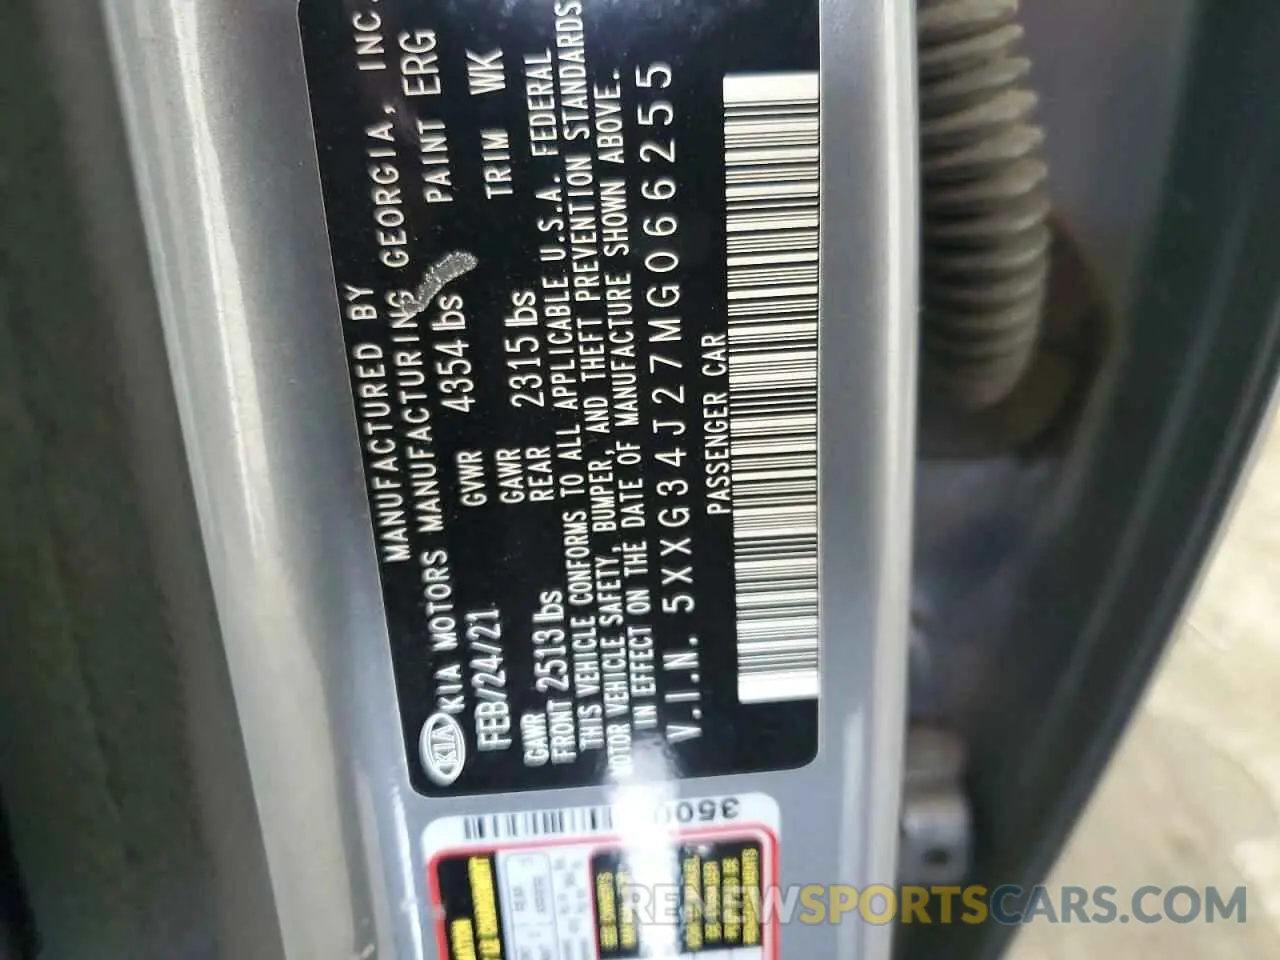 MANUFACTURED BY
KIA KIA MOTORS MANUFACTURING GEORGIA, INC.
FEB/24/21 GVWR 4354 lbs PAINT ERG
GAWR FRONT 2513 lbs GAWR REAR 2315 lbs TRIM WK
THIS VEHICLE CONFORMS TO ALL APPLICABLE U.S.A. FEDERAL
MOTOR VEHICLE SAFETY, BUMPER, AND THEFT PREVENTION STANDARDS
IN EFFECT ON THE DATE OF MANUFACTURE SHOWN ABOVE.
V.I.N. 5XXG34J27MG066255
PASSENGER CAR
RENEWSPORTSCARS.COM